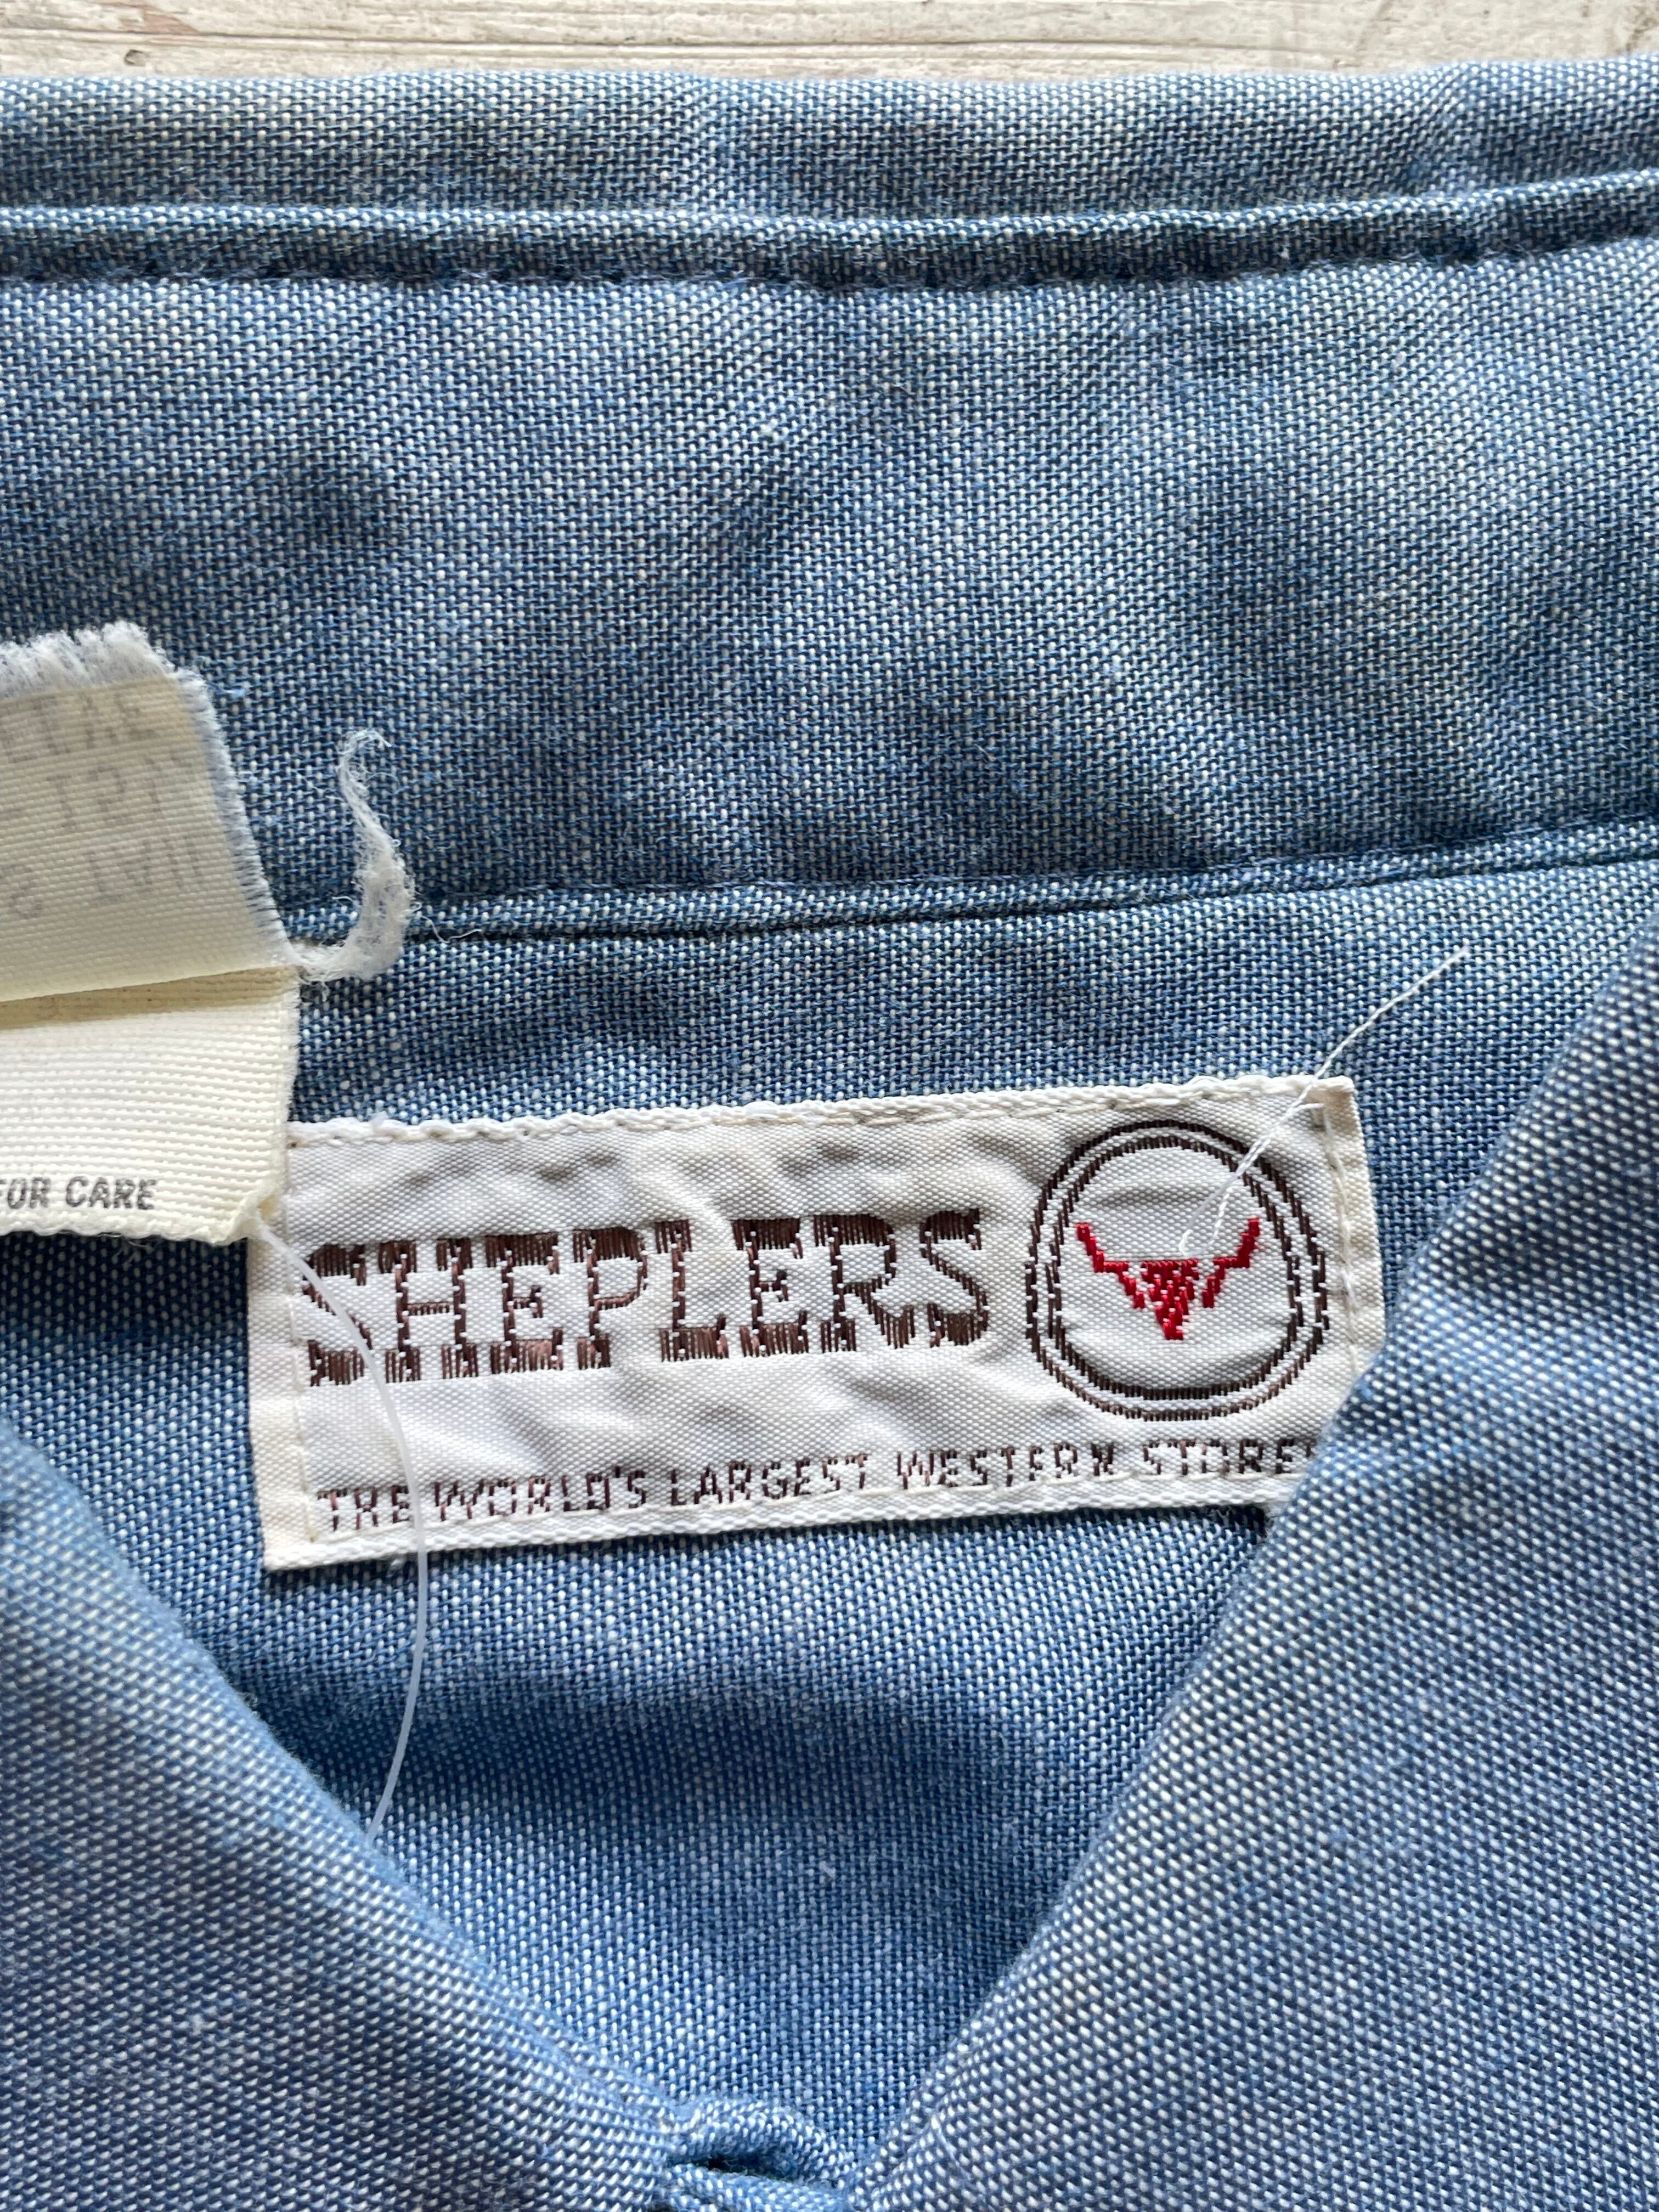 FOR CARE
SHEPLERS
THE WORLD'S LARGEST WESTERN STORE